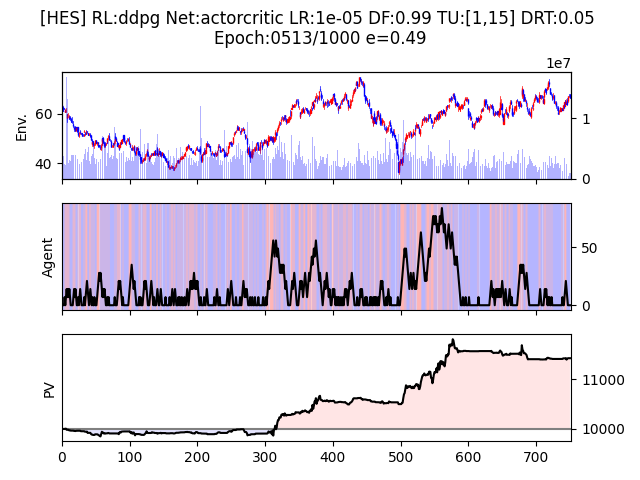 [HES] RL:ddpg Net:actorcritic LR:1e-05 DF:0.99 TU:[1,15] DRT:0.05
Epoch:0513/1000 e=0.49
1e7
Env.
60
40
1
0
Agent
50
0
PV
11000
10000
0 100 200 300 400 500 600 700